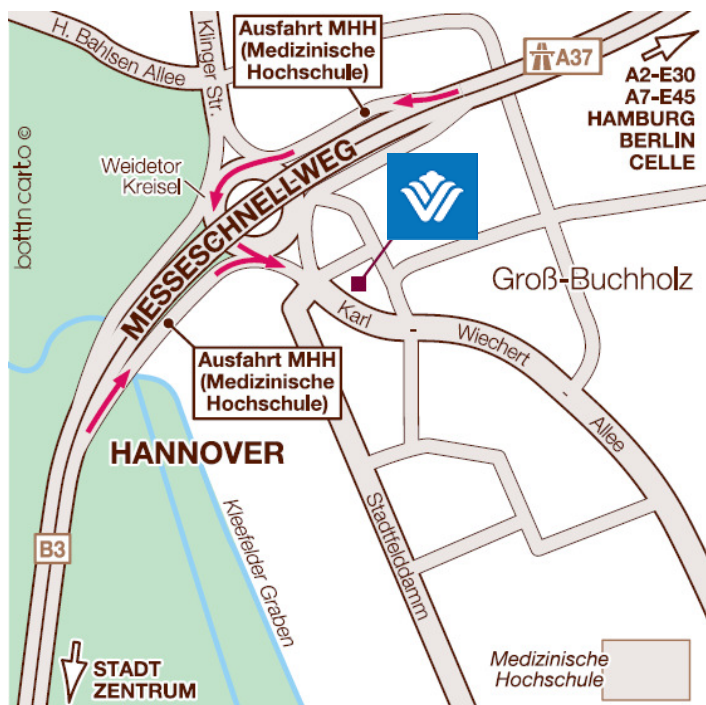 H. Bahlsen Allee
Klinger Str.
Ausfahrt MHH
(Medizinische
Hochschule)
A37
A2-E30
A7-E45
HAMBURG
BERLIN
CELLE
bottin carto ©
Weidetor
Kreisel
MESSESCHNELLWEG
Groß-Buchholz
Karl - Wiechert - Allee
Ausfahrt MHH
(Medizinische
Hochschule)
HANNOVER
Kleefelder Graben
Stadtfelddamm
B3
STADT
ZENTRUM
Medizinische
Hochschule